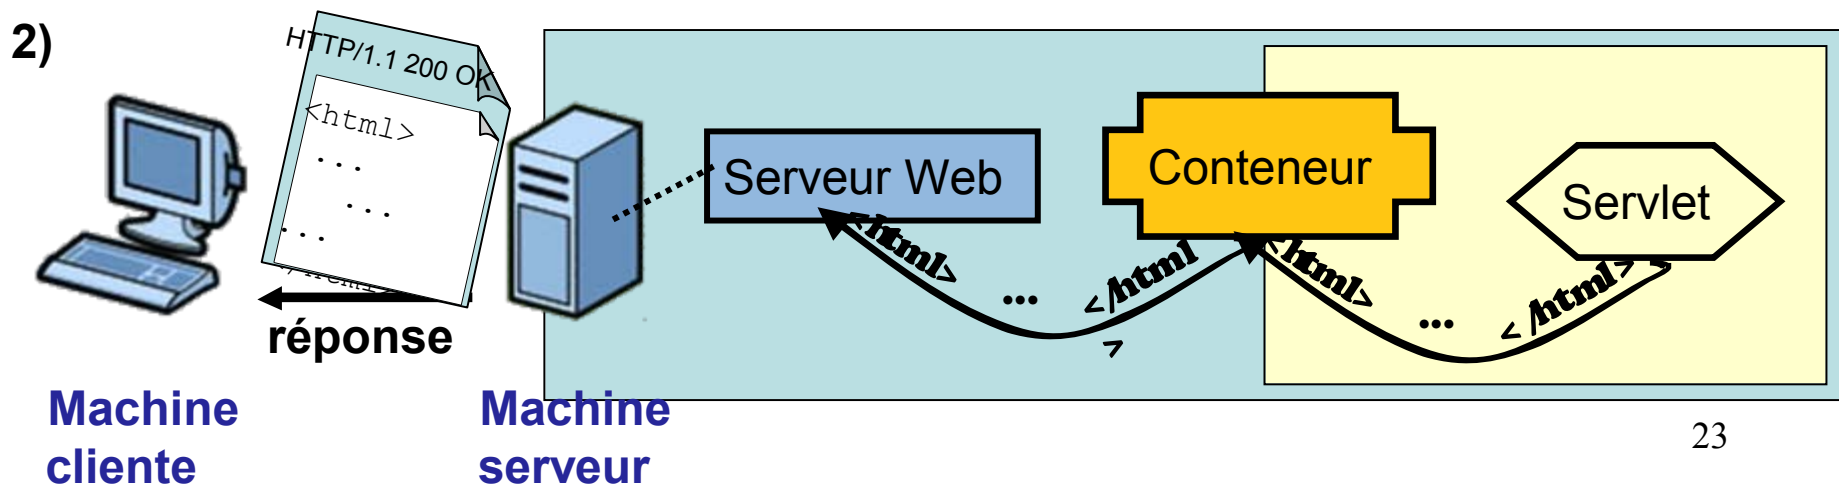 2)
HTTP/1.1 200 OK
<html>
...
...
...
réponse
Machine
cliente
Machine
serveur
Serveur Web
Conteneur
Servlet
<html>
...
</html
>
<html>
...
</html>
23